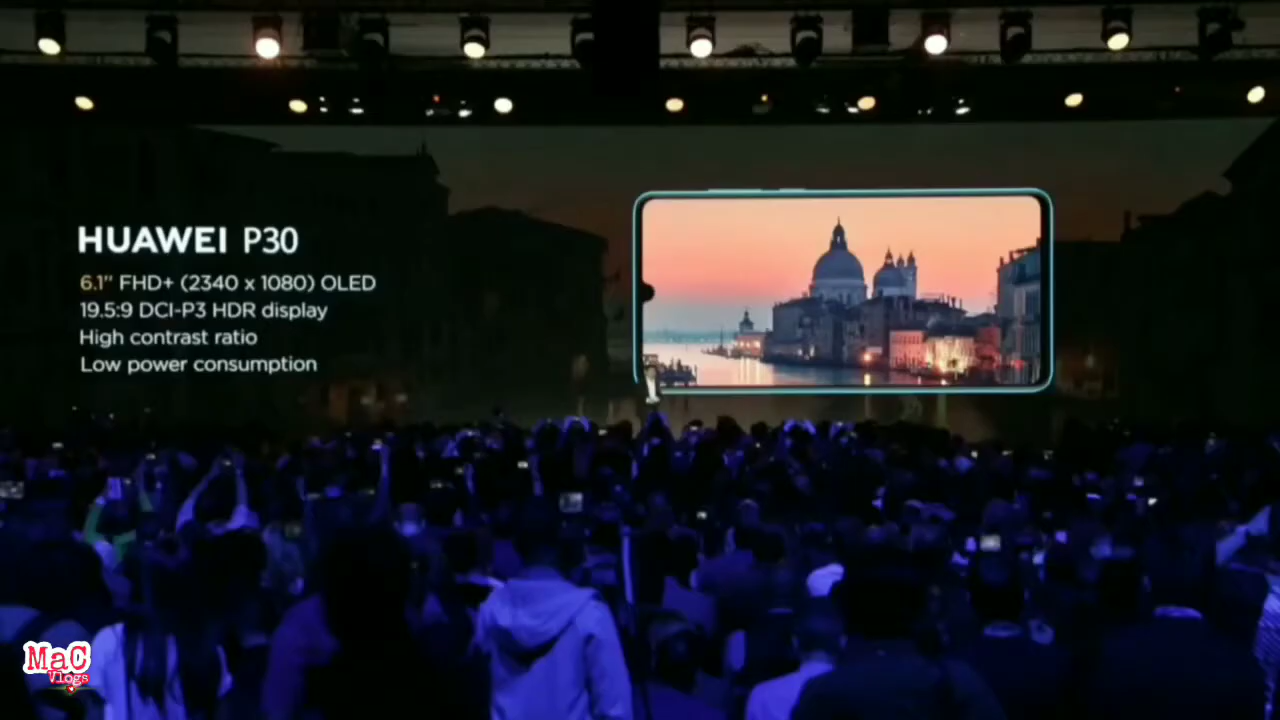 HUAWEI P30
6.1" FHD+ (2340 x 1080) OLED
19.5:9 DCI-P3 HDR display
High contrast ratio
Low power consumption
MaC
Vlogs